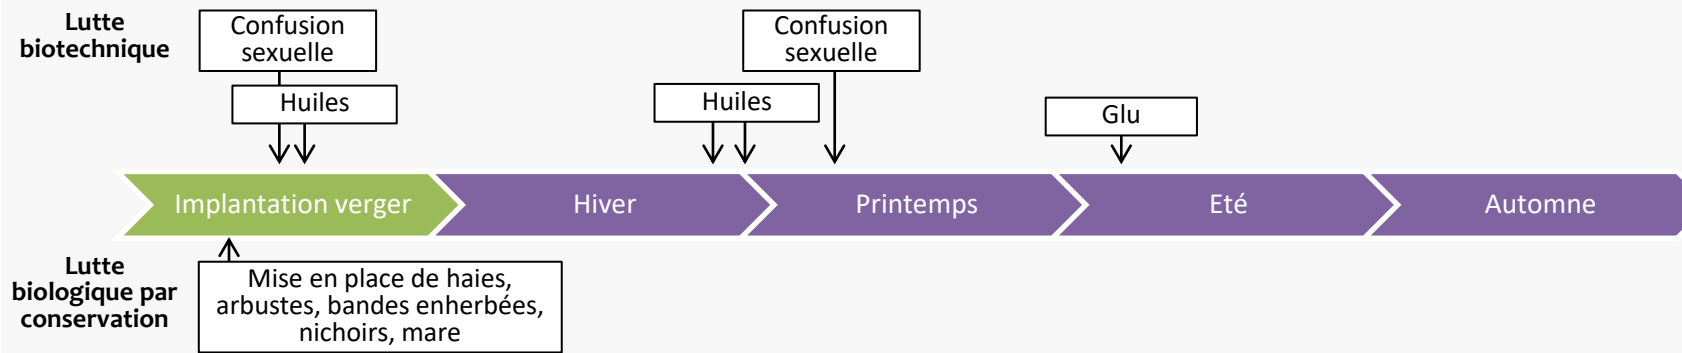 Lutte
biotechnique
Confusion
sexuelle
Huiles
Huiles
Confusion
sexuelle
Glu
Implantation verger
Hiver
Printemps
Eté
Automne
Lutte
biologique par
conservation
Mise en place de haies,
arbustes, bandes enherbées,
nichoirs, mare